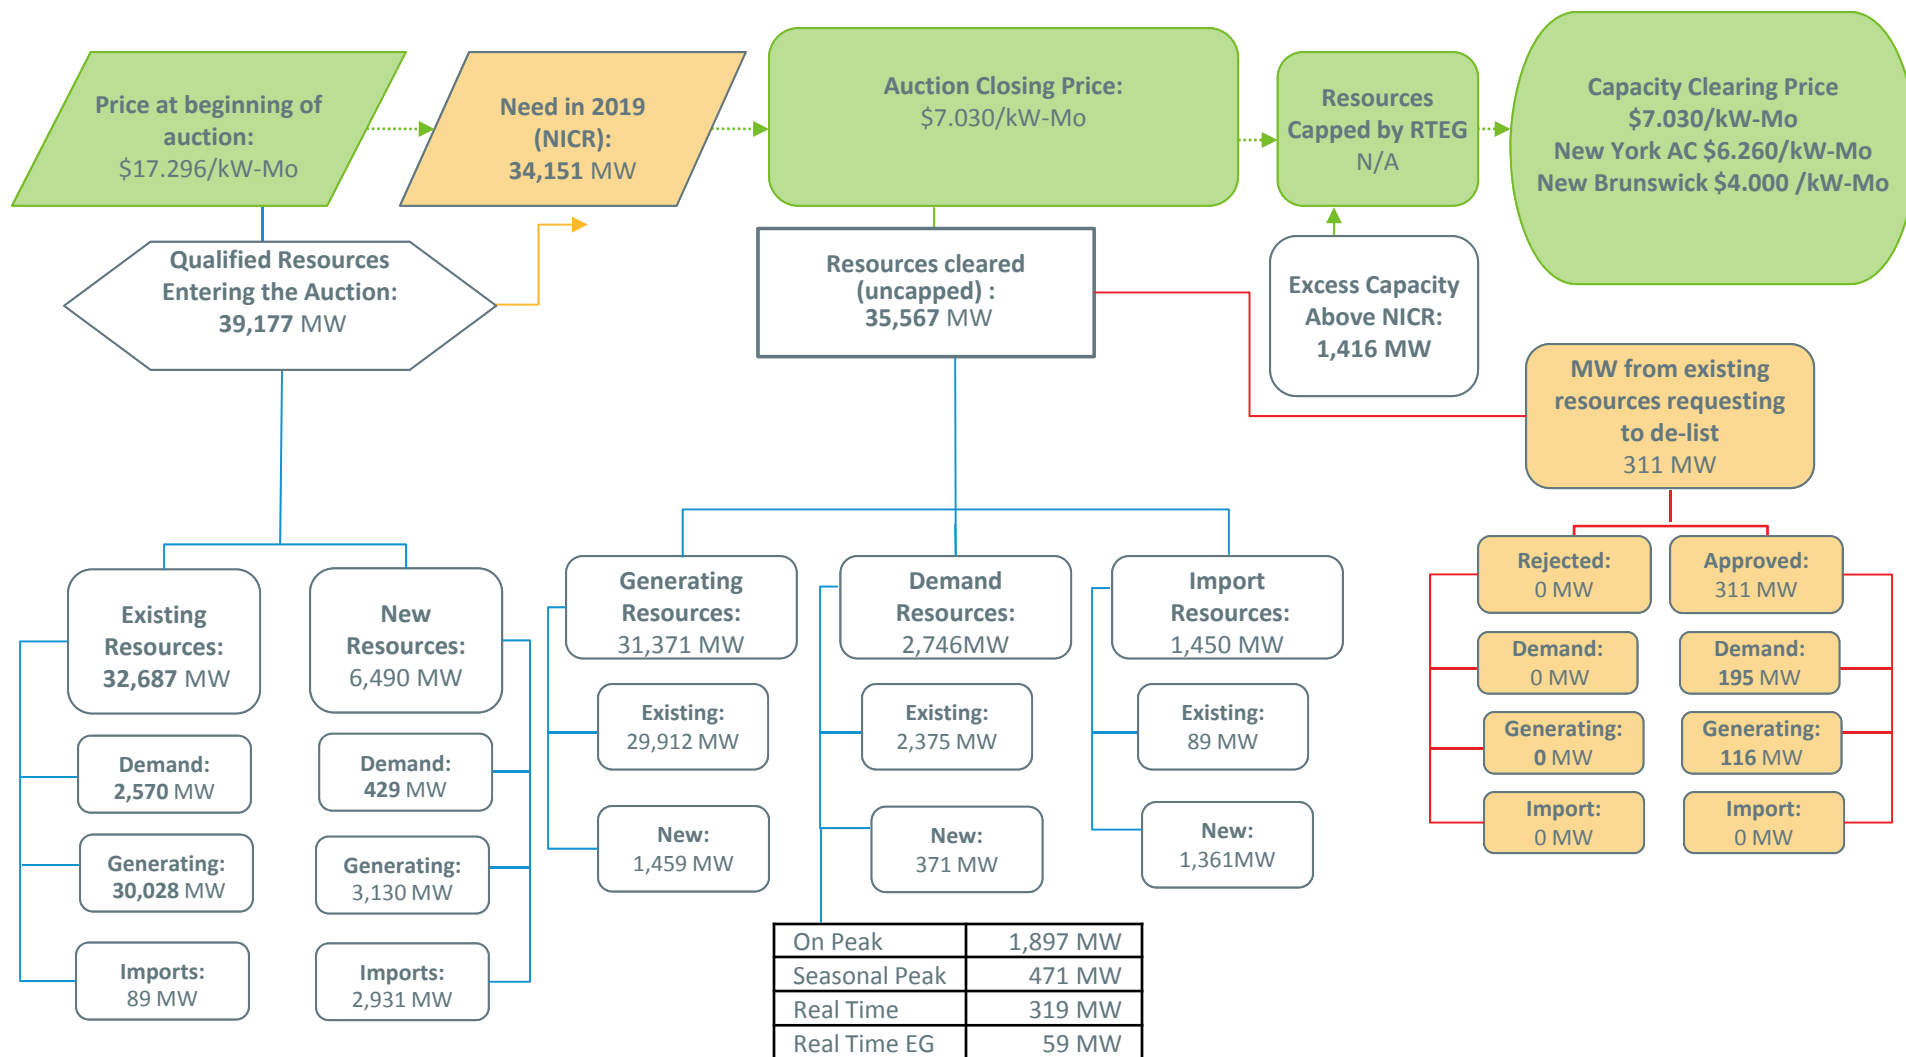 Price at beginning of
auction:
$17.296/kW-Mo
Need in 2019
(NICR):
34,151 MW
Auction Closing Price:
$7.030/kW-Mo
Resources
Capped by RTEG
N/A
Capacity Clearing Price
$7.030/kW-Mo
New York AC $6.260/kW-Mo
New Brunswick $4.000 /kW-Mo
Qualified Resources
Entering the Auction:
39,177 MW
Resources cleared
(uncapped) :
35,567 MW
Excess Capacity
Above NICR:
1,416 MW
MW from existing
resources requesting
to de-list
311 MW
Existing
Resources:
32,687 MW
New
Resources:
6,490 MW
Demand:
2,570 MW
Demand:
429 MW
Generating:
30,028 MW
Generating:
3,130 MW
Imports:
89 MW
Imports:
2,931 MW
Generating
Resources:
31,371 MW
Demand
Resources:
2,746MW
Import
Resources:
1,450 MW
Existing:
29,912 MW
Existing:
2,375 MW
Existing:
89 MW
New:
1,459 MW
New:
371 MW
New:
1,361MW
On Peak 1,897 MW
Seasonal Peak 471 MW
Real Time 319 MW
Real Time EG 59 MW
Rejected:
0 MW
Approved:
311 MW
Demand:
0 MW
Demand:
195 MW
Generating:
0 MW
Generating:
116 MW
Import:
0 MW
Import:
0 MW